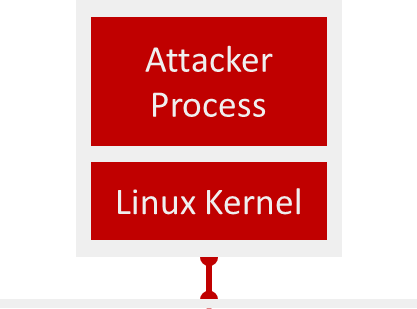 Attacker
Process
Linux Kernel